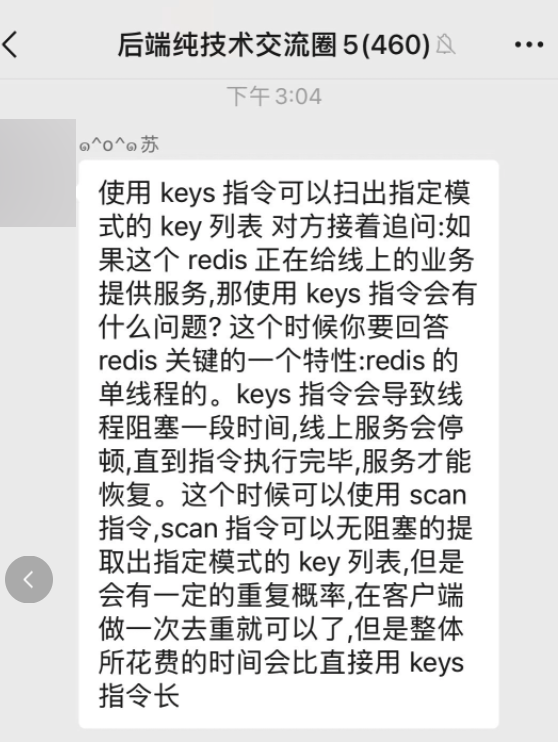 后端纯技术交流圈5(460)
下午3:04
๑^o^๑苏
使用 keys 指令可以扫出指定模
式的 key 列表 对方接着追问:如
果这个 redis 正在给线上的业务
提供服务,那使用 keys 指令会有
什么问题? 这个时候你要回答
redis 关键的一个特性:redis 的
单线程的。keys 指令会导致线
程阻塞一段时间,线上服务会停
顿,直到指令执行完毕,服务才能
恢复。这个时候可以使用 scan
指令,scan 指令可以无阻塞的提
取出指定模式的 key 列表,但是
会有一定的重复概率,在客户端
做一次去重就可以了,但是整体
所花费的时间会比直接用 keys
指令长